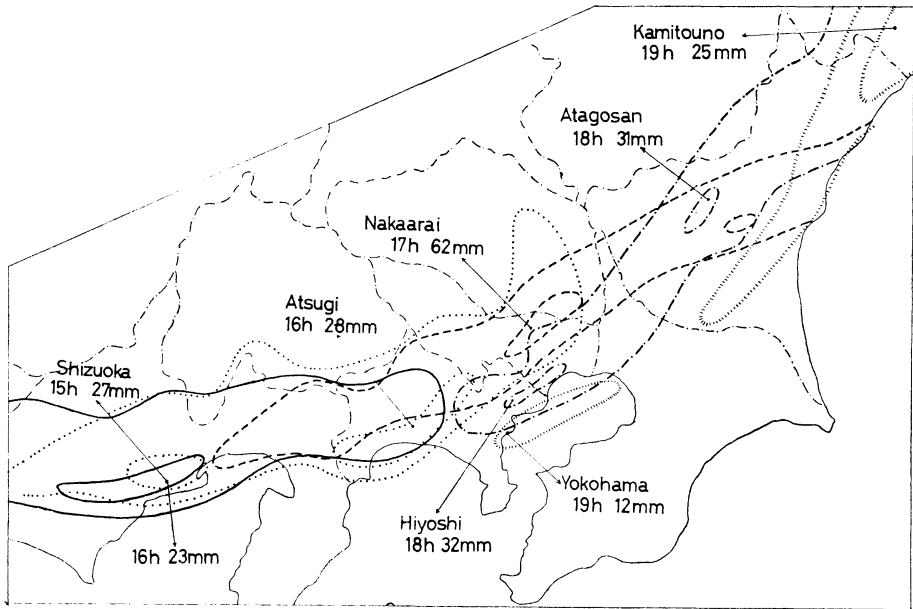 Kamitouno
19h 25mm
Atagosan
18h 31mm
Nakaarai
17h 62mm
Atsugi
16h 28mm
Shizuoka
15h 27mm
Yokohama
19h 12mm
Hiyoshi
18h 32mm
16h 23mm